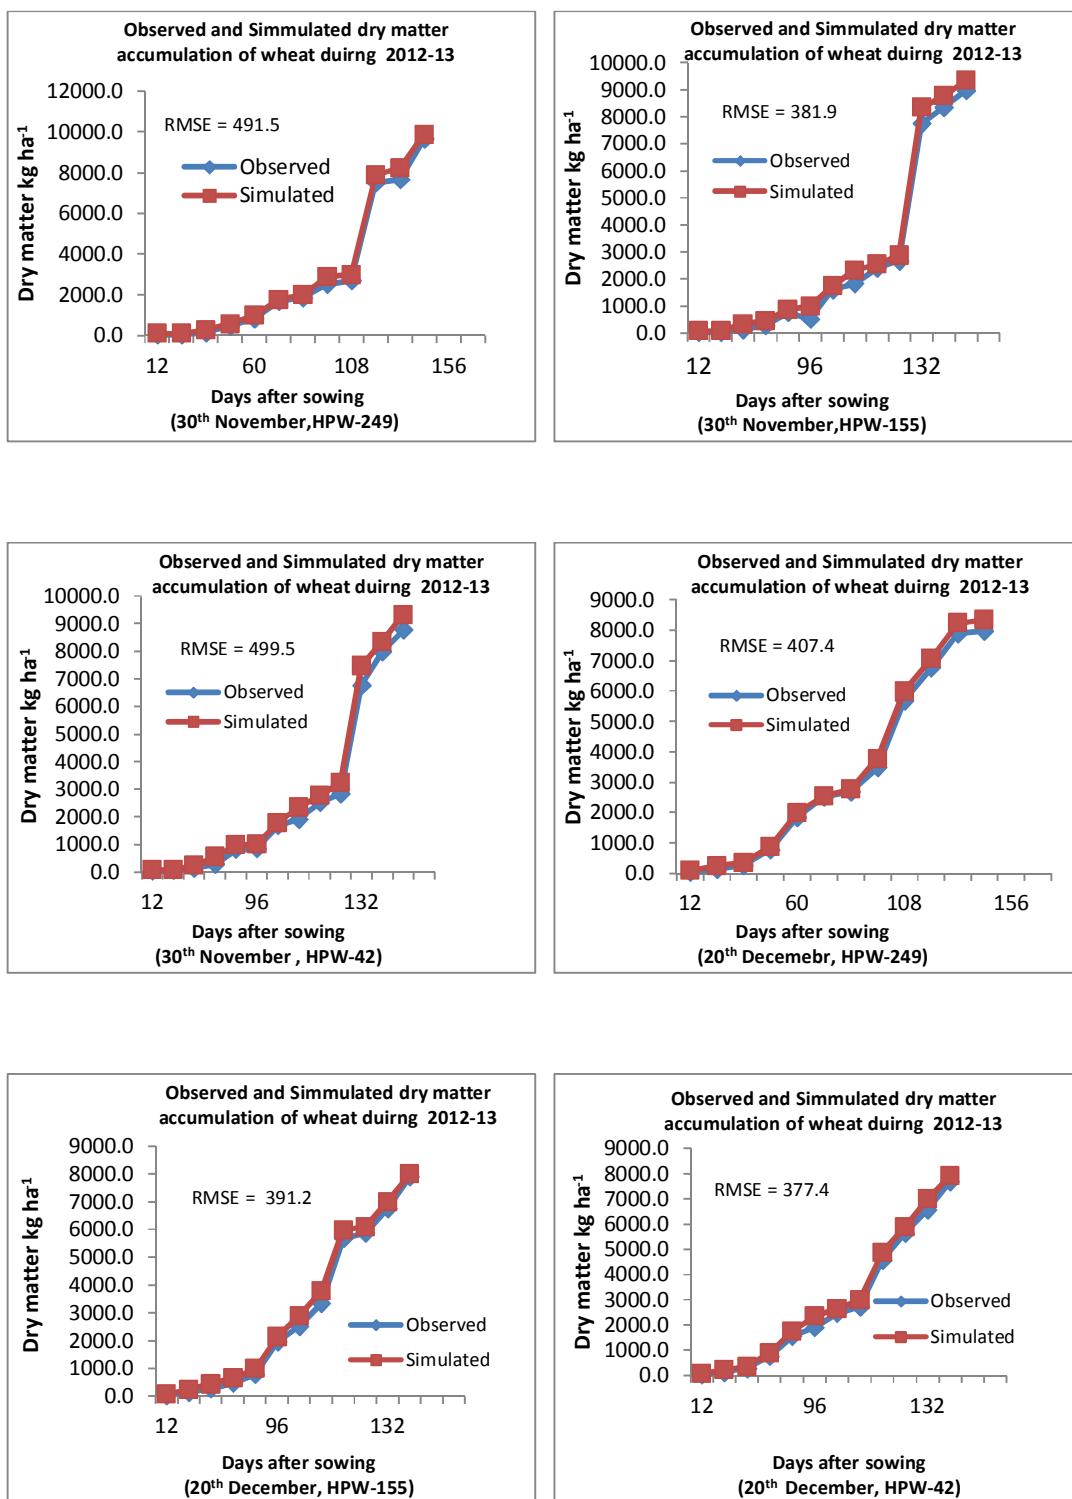 Observed and Simmulated dry matter
accumulation of wheat duirng 2012-13
12000.0
10000.0
8000.0
6000.0
4000.0
2000.0
0.0
Dry matter kg ha-1
RMSE = 491.5
Observed
Simulated
12 60 108 156
Days after sowing
(30th November,HPW-249)
Observed and Simmulated dry matter
accumulation of wheat duirng 2012-13
10000.0
9000.0
8000.0
7000.0
6000.0
5000.0
4000.0
3000.0
2000.0
1000.0
0.0
Dry matter kg ha-1
RMSE = 381.9
Observed
Simulated
12 96 132
Days after sowing
(30th November,HPW-155)
Observed and Simmulated dry matter
accumulation of wheat duirng 2012-13
10000.0
9000.0
8000.0
7000.0
6000.0
5000.0
4000.0
3000.0
2000.0
1000.0
0.0
Dry matter kg ha-1
RMSE = 499.5
Observed
Simulated
12 96 132
Days after sowing
(30th November , HPW-42)
Observed and Simmulated dry matter
accumulation of wheat duirng 2012-13
9000.0
8000.0
7000.0
6000.0
5000.0
4000.0
3000.0
2000.0
1000.0
0.0
Dry matter kg ha-1
RMSE = 407.4
Observed
Simulated
12 60 108 156
Days after sowing
(20th Decemebr, HPW-249)
Observed and Simmulated dry matter
accumulation of wheat duirng 2012-13
9000.0
8000.0
7000.0
6000.0
5000.0
4000.0
3000.0
2000.0
1000.0
0.0
Dry matter kg ha-1
RMSE = 391.2
Observed
Simulated
12 96 132
Days after sowing
(20th December, HPW-155)
Observed and Simmulated dry matter
accumulation of wheat duirng 2012-13
9000.0
8000.0
7000.0
6000.0
5000.0
4000.0
3000.0
2000.0
1000.0
0.0
Dry matter kg ha-1
RMSE = 377.4
Observed
Simulated
12 96 132
Days after sowing
(20th December, HPW-42)